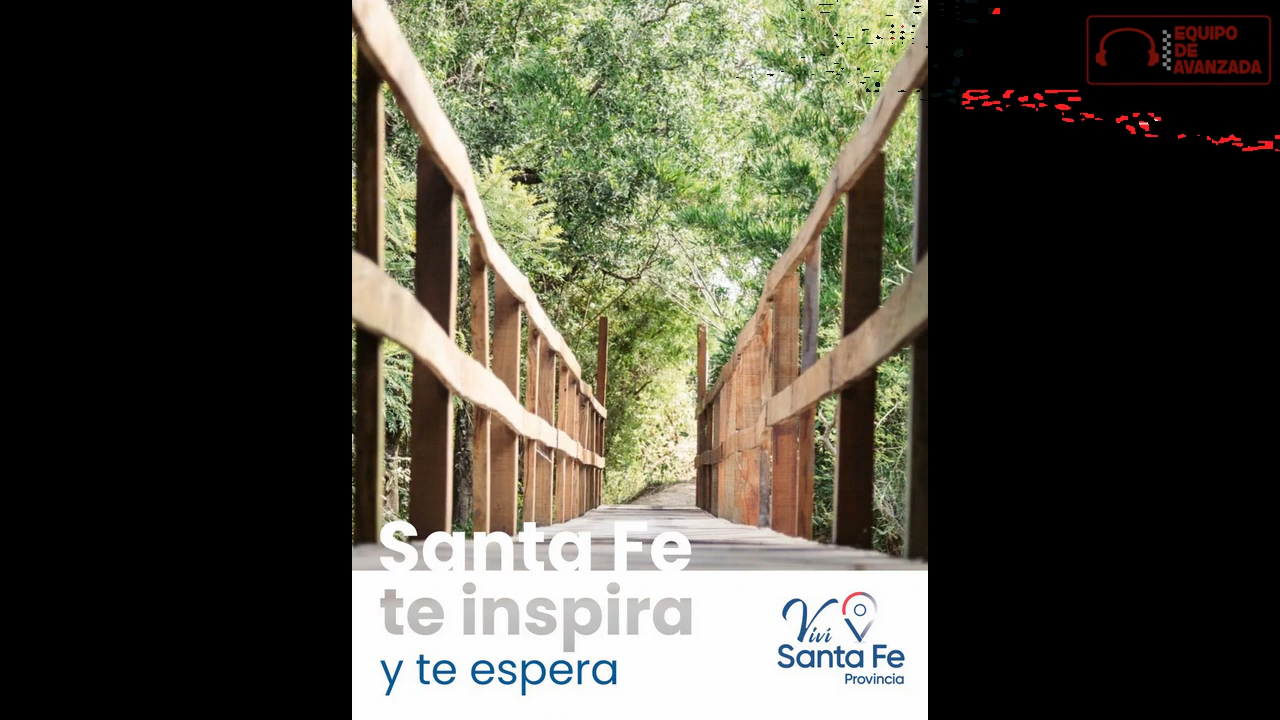 EQUIPO
DE
AVANZADA
Santa Fe
te inspira
y te espera
Viví
Santa Fe
Provincia